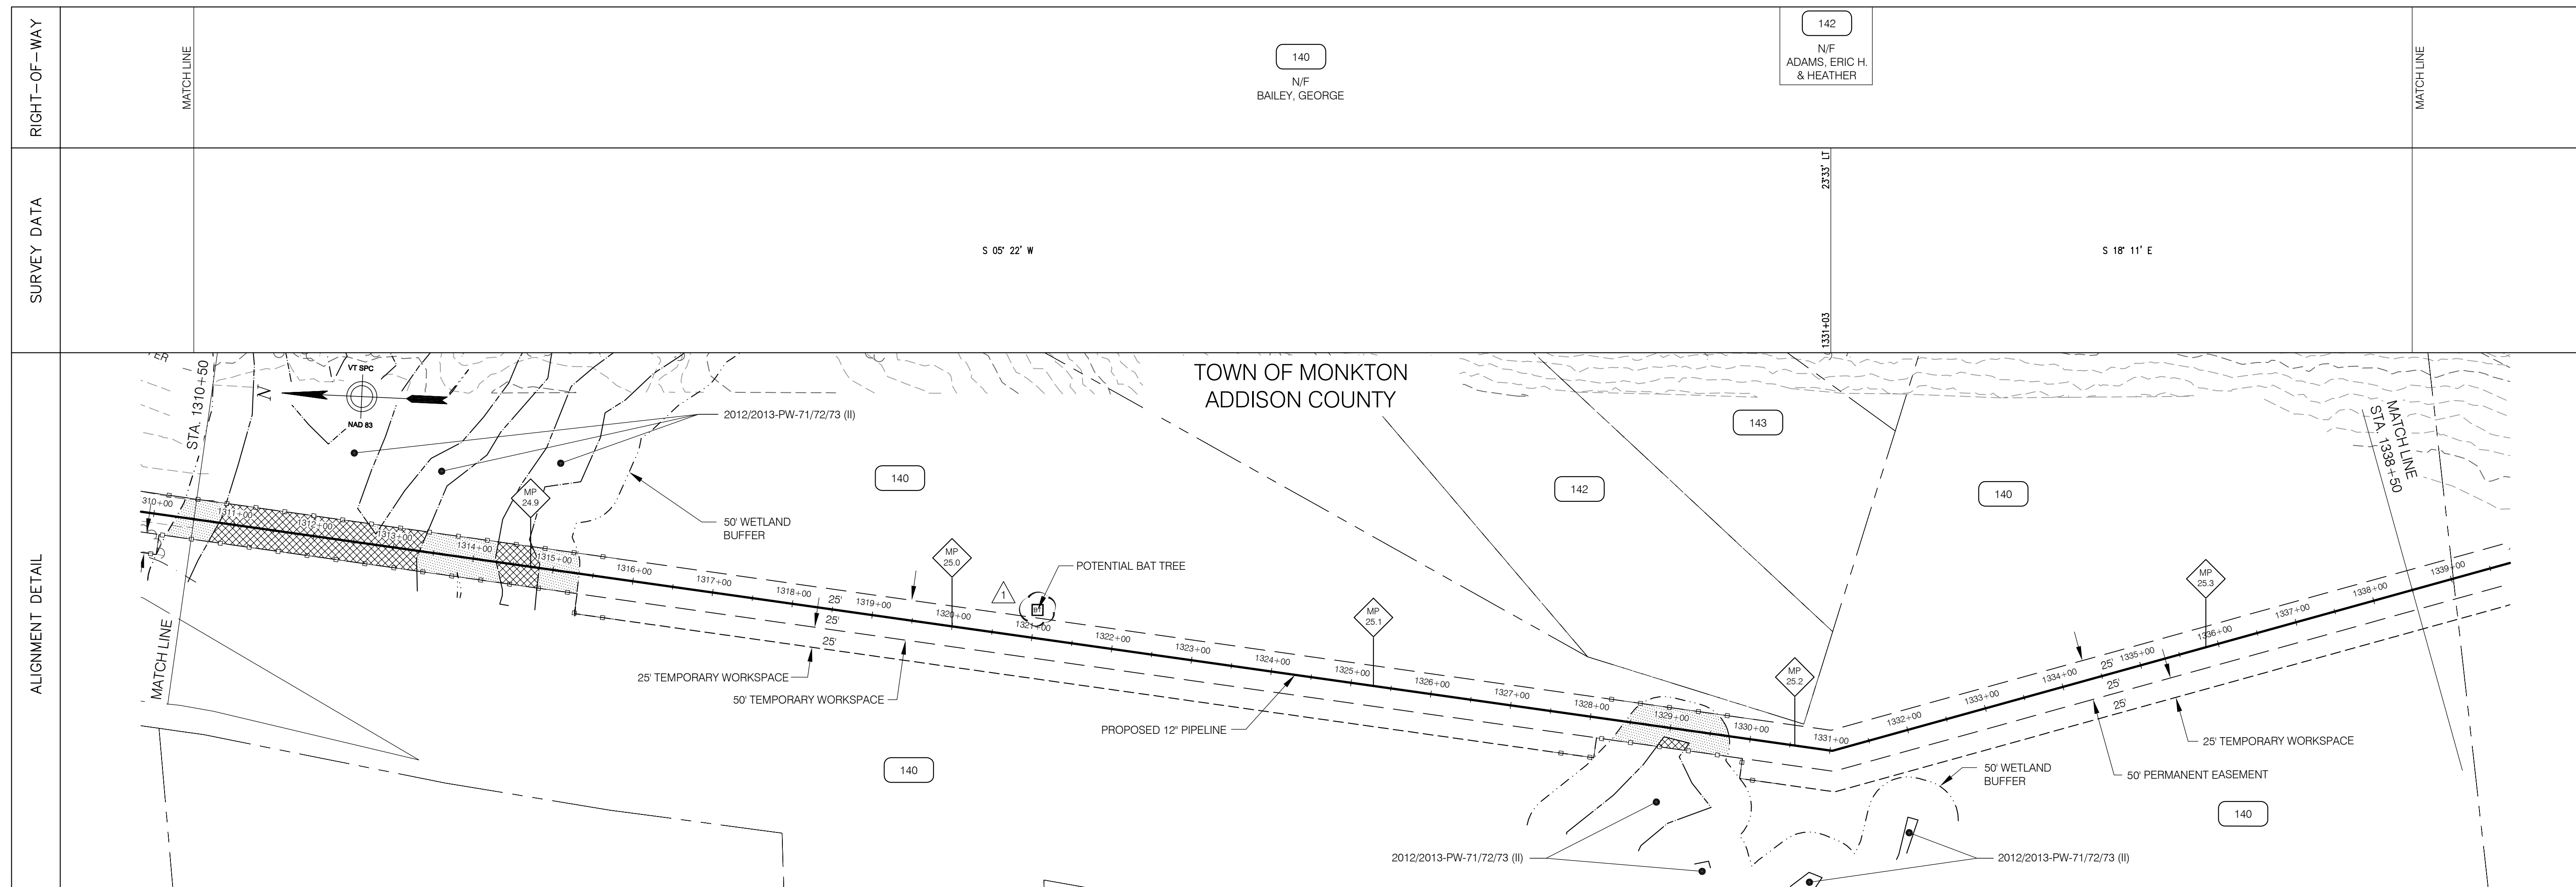 RIGHT-OF-WAY
MATCH LINE
140
N/F
BAILEY, GEORGE
142
N/F
ADAMS, ERIC H.
& HEATHER
MATCH LINE
SURVEY DATA
S 05° 22' W
23°33' LT
1331+03
S 18° 11' E
ALIGNMENT DETAIL
STA. 1310+50
MATCH LINE
VT SPC
N
NAD 83
TOWN OF MONKTON
ADDISON COUNTY
2012/2013-PW-71/72/73 (II)
143
MATCH LINE
STA. 1338+50
140
142
140
MP
24.9
50' WETLAND
BUFFER
MP
25.0
1
BT
POTENTIAL BAT TREE
MP
25.1
MP
25.2
MP
25.3
310+00
1311+00
1312+00
1313+00
1314+00
1315+00
1316+00
1317+00
1318+00
1319+00
1320+00
1321+00
1322+00
1323+00
1324+00
1325+00
1326+00
1327+00
1328+00
1329+00
1330+00
1331+00
1332+00
1333+00
1334+00
1335+00
1336+00
1337+00
1338+00
1339+00
25'
25'
25'
25'
25'
25'
25' TEMPORARY WORKSPACE
50' TEMPORARY WORKSPACE
PROPOSED 12" PIPELINE
25' TEMPORARY WORKSPACE
50' PERMANENT EASEMENT
50' WETLAND
BUFFER
140
140
2012/2013-PW-71/72/73 (II)
2012/2013-PW-71/72/73 (II)